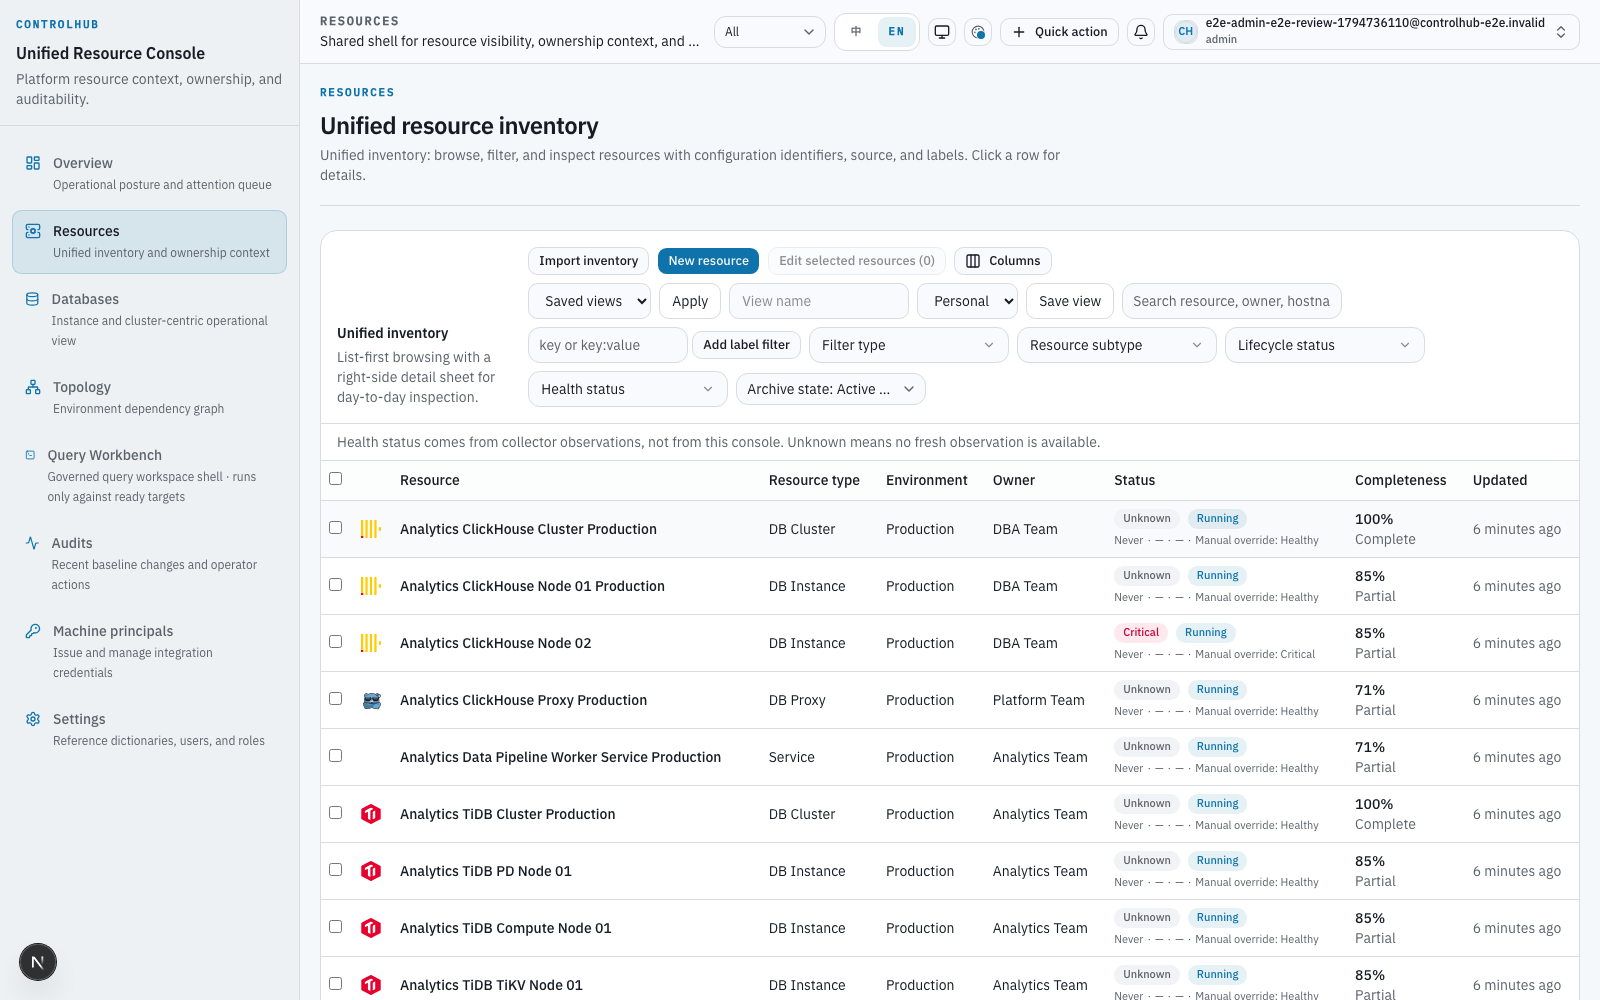 CONTROLHUB
Unified Resource Console
Platform resource context, ownership, and
auditability.
Overview
Operational posture and attention queue
Resources
Unified inventory and ownership context
Databases
Instance and cluster-centric operational
view
Topology
Environment dependency graph
Query Workbench
Governed query workspace shell · runs
only against ready targets
Audits
Recent baseline changes and operator
actions
Machine principals
Issue and manage integration
credentials
Settings
Reference dictionaries, users, and roles
N
RESOURCES
Shared shell for resource visibility, ownership context, and ...
All
中 EN
Quick action
CH
e2e-admin-e2e-review-1794736110@controlhub-e2e.invalid
admin
RESOURCES
Unified resource inventory
Unified inventory: browse, filter, and inspect resources with configuration identifiers, source, and labels. Click a row for
details.
Unified inventory
List-first browsing with a
right-side detail sheet for
day-to-day inspection.
Import inventory New resource Edit selected resources (0) Columns
Saved views Apply View name Personal Save view Search resource, owner, hostna
key or key:value Add label filter Filter type Resource subtype Lifecycle status
Health status Archive state: Active ...
Health status comes from collector observations, not from this console. Unknown means no fresh observation is available.
Resource Resource type Environment Owner Status Completeness Updated
Analytics ClickHouse Cluster Production DB Cluster Production DBA Team Unknown Running 100% 6 minutes ago
Never · — · — · Manual override: Healthy Complete
Analytics ClickHouse Node 01 Production DB Instance Production DBA Team Unknown Running 85% 6 minutes ago
Never · — · — · Manual override: Healthy Partial
Analytics ClickHouse Node 02 DB Instance Production DBA Team Critical Running 85% 6 minutes ago
Never · — · — · Manual override: Critical Partial
Analytics ClickHouse Proxy Production DB Proxy Production Platform Team Unknown Running 71% 6 minutes ago
Never · — · — · Manual override: Healthy Partial
Analytics Data Pipeline Worker Service Production Service Production Analytics Team Unknown Running 71% 6 minutes ago
Never · — · — · Manual override: Healthy Partial
Analytics TiDB Cluster Production DB Cluster Production Analytics Team Unknown Running 100% 6 minutes ago
Never · — · — · Manual override: Healthy Complete
Analytics TiDB PD Node 01 DB Instance Production Analytics Team Unknown Running 85% 6 minutes ago
Never · — · — · Manual override: Healthy Partial
Analytics TiDB Compute Node 01 DB Instance Production Analytics Team Unknown Running 85% 6 minutes ago
Never · — · — · Manual override: Healthy Partial
Analytics TiDB TiKV Node 01 DB Instance Production Analytics Team Unknown Running 85% 6 minutes ago
Never · — · — · Manual override: Healthy Partial